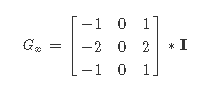 G_x = [ -1 0 1
-2 0 2
-1 0 1 ] * I